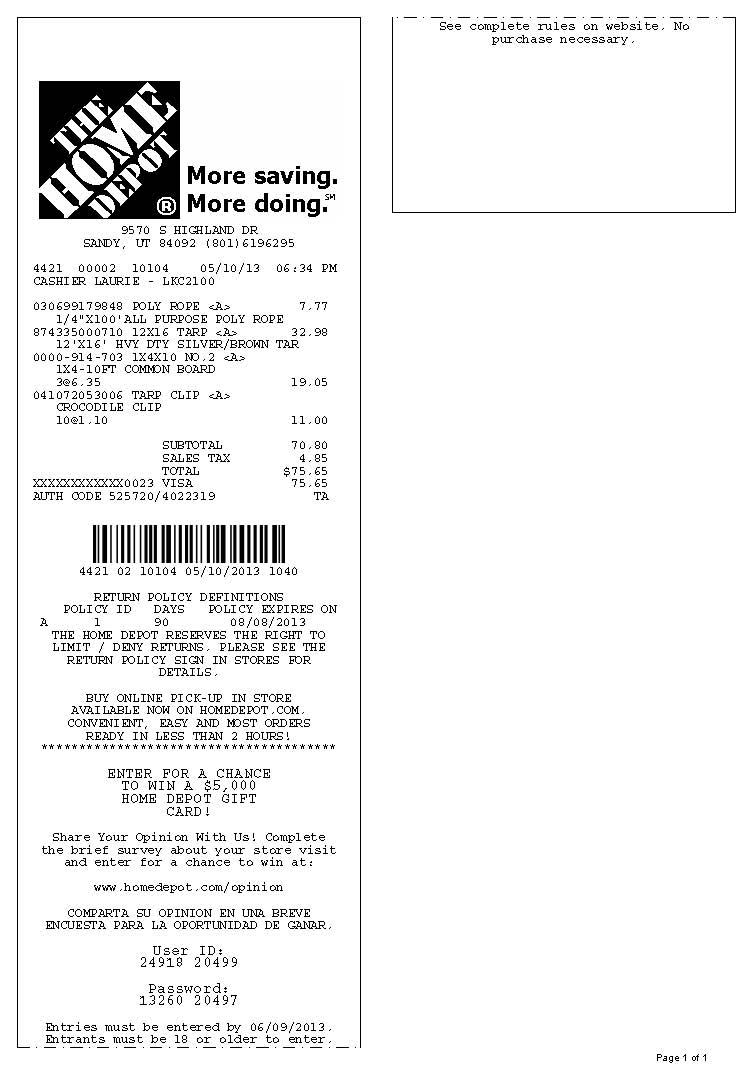 THE
HOME
DEPOT
®
More saving.
More doing.℠
9570 S HIGHLAND DR
SANDY, UT 84092 (801)6196295
4421 00002 10104 05/10/13 06:34 PM
CASHIER LAURIE - LKC2100
030699179848 POLY ROPE <A> 7.77
1/4"X100'ALL PURPOSE POLY ROPE
874335000710 12X16 TARP <A> 32.98
12'X16' HVY DTY SILVER/BROWN TAR
0000-914-703 1X4X10 NO.2 <A>
1X4-10FT COMMON BOARD
3@6.35 19.05
041072053006 TARP CLIP <A>
CROCODILE CLIP
10@1.10 11.00
SUBTOTAL 70.80
SALES TAX 4.85
TOTAL $75.65
XXXXXXXXXXXX0023 VISA 75.65
AUTH CODE 525720/4022319 TA
4421 02 10104 05/10/2013 1040
RETURN POLICY DEFINITIONS
POLICY ID DAYS POLICY EXPIRES ON
A 1 90 08/08/2013
THE HOME DEPOT RESERVES THE RIGHT TO
LIMIT / DENY RETURNS. PLEASE SEE THE
RETURN POLICY SIGN IN STORES FOR
DETAILS.
BUY ONLINE PICK-UP IN STORE
AVAILABLE NOW ON HOMEDEPOT.COM.
CONVENIENT, EASY AND MOST ORDERS
READY IN LESS THAN 2 HOURS!
***************************************
ENTER FOR A CHANCE
TO WIN A $5,000
HOME DEPOT GIFT
CARD!
Share Your Opinion With Us! Complete
the brief survey about your store visit
and enter for a chance to win at:
www.homedepot.com/opinion
COMPARTA SU OPINION EN UNA BREVE
ENCUESTA PARA LA OPORTUNIDAD DE GANAR.
User ID:
24918 20499
Password:
13260 20497
Entries must be entered by 06/09/2013.
Entrants must be 18 or older to enter.
See complete rules on website. No
purchase necessary.
Page 1 of 1